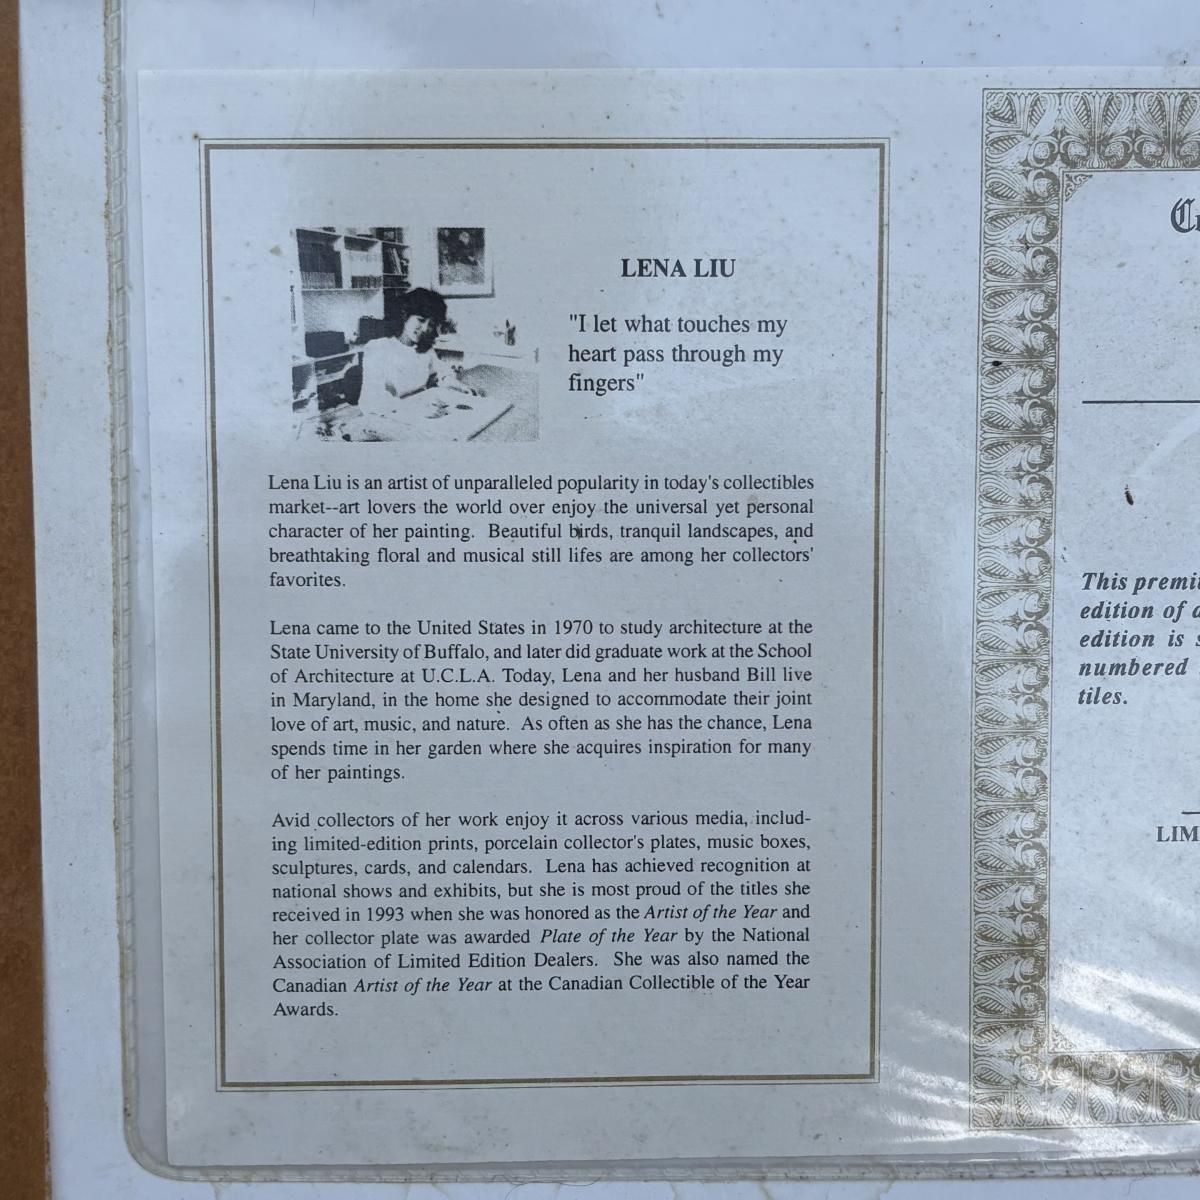 LENA LIU
"I let what touches my
heart pass through my
fingers"
Lena Liu is an artist of unparalleled popularity in today's collectibles
market--art lovers the world over enjoy the universal yet personal
character of her painting. Beautiful birds, tranquil landscapes, and
breathtaking floral and musical still lifes are among her collectors'
favorites.
Lena came to the United States in 1970 to study architecture at the
State University of Buffalo, and later did graduate work at the School
of Architecture at U.C.L.A. Today, Lena and her husband Bill live
in Maryland, in the home she designed to accommodate their joint
love of art, music, and nature. As often as she has the chance, Lena
spends time in her garden where she acquires inspiration for many
of her paintings.
Avid collectors of her work enjoy it across various media, includ-
ing limited-edition prints, porcelain collector's plates, music boxes,
sculptures, cards, and calendars. Lena has achieved recognition at
national shows and exhibits, but she is most proud of the titles she
received in 1993 when she was honored as the Artist of the Year and
her collector plate was awarded Plate of the Year by the National
Association of Limited Edition Dealers. She was also named the
Canadian Artist of the Year at the Canadian Collectible of the Year
Awards.
This
edition of
edition is
numbered
tiles.